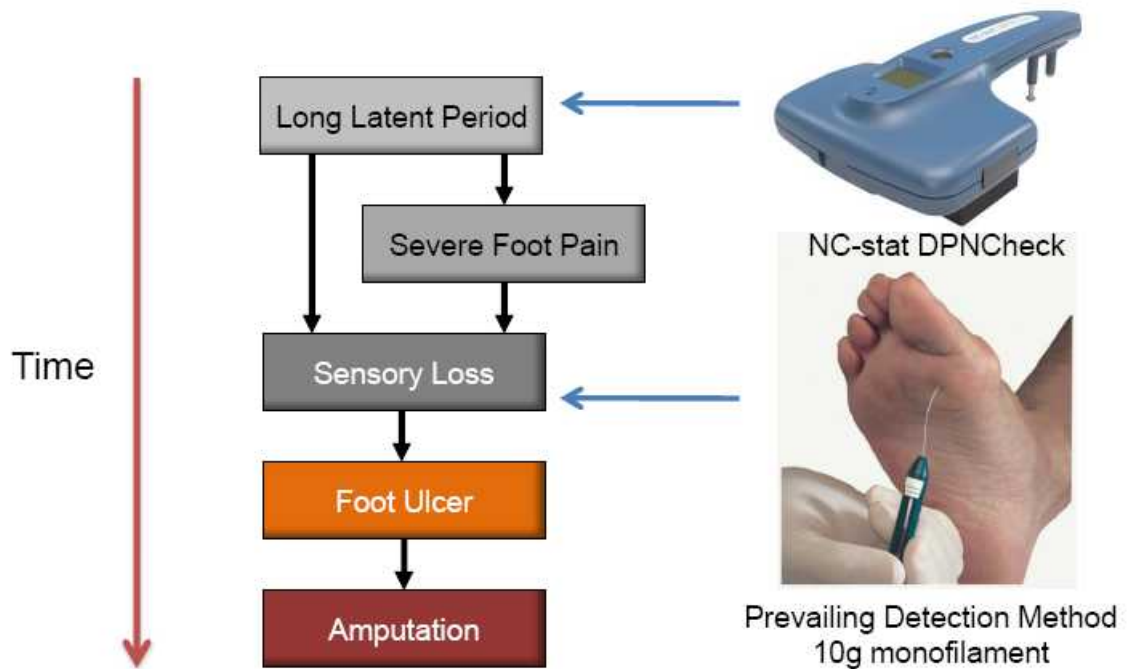 Long Latent Period
Severe Foot Pain
NC-stat DPNCheck
Time
Sensory Loss
Foot Ulcer
Amputation
Prevailing Detection Method
10g monofilament